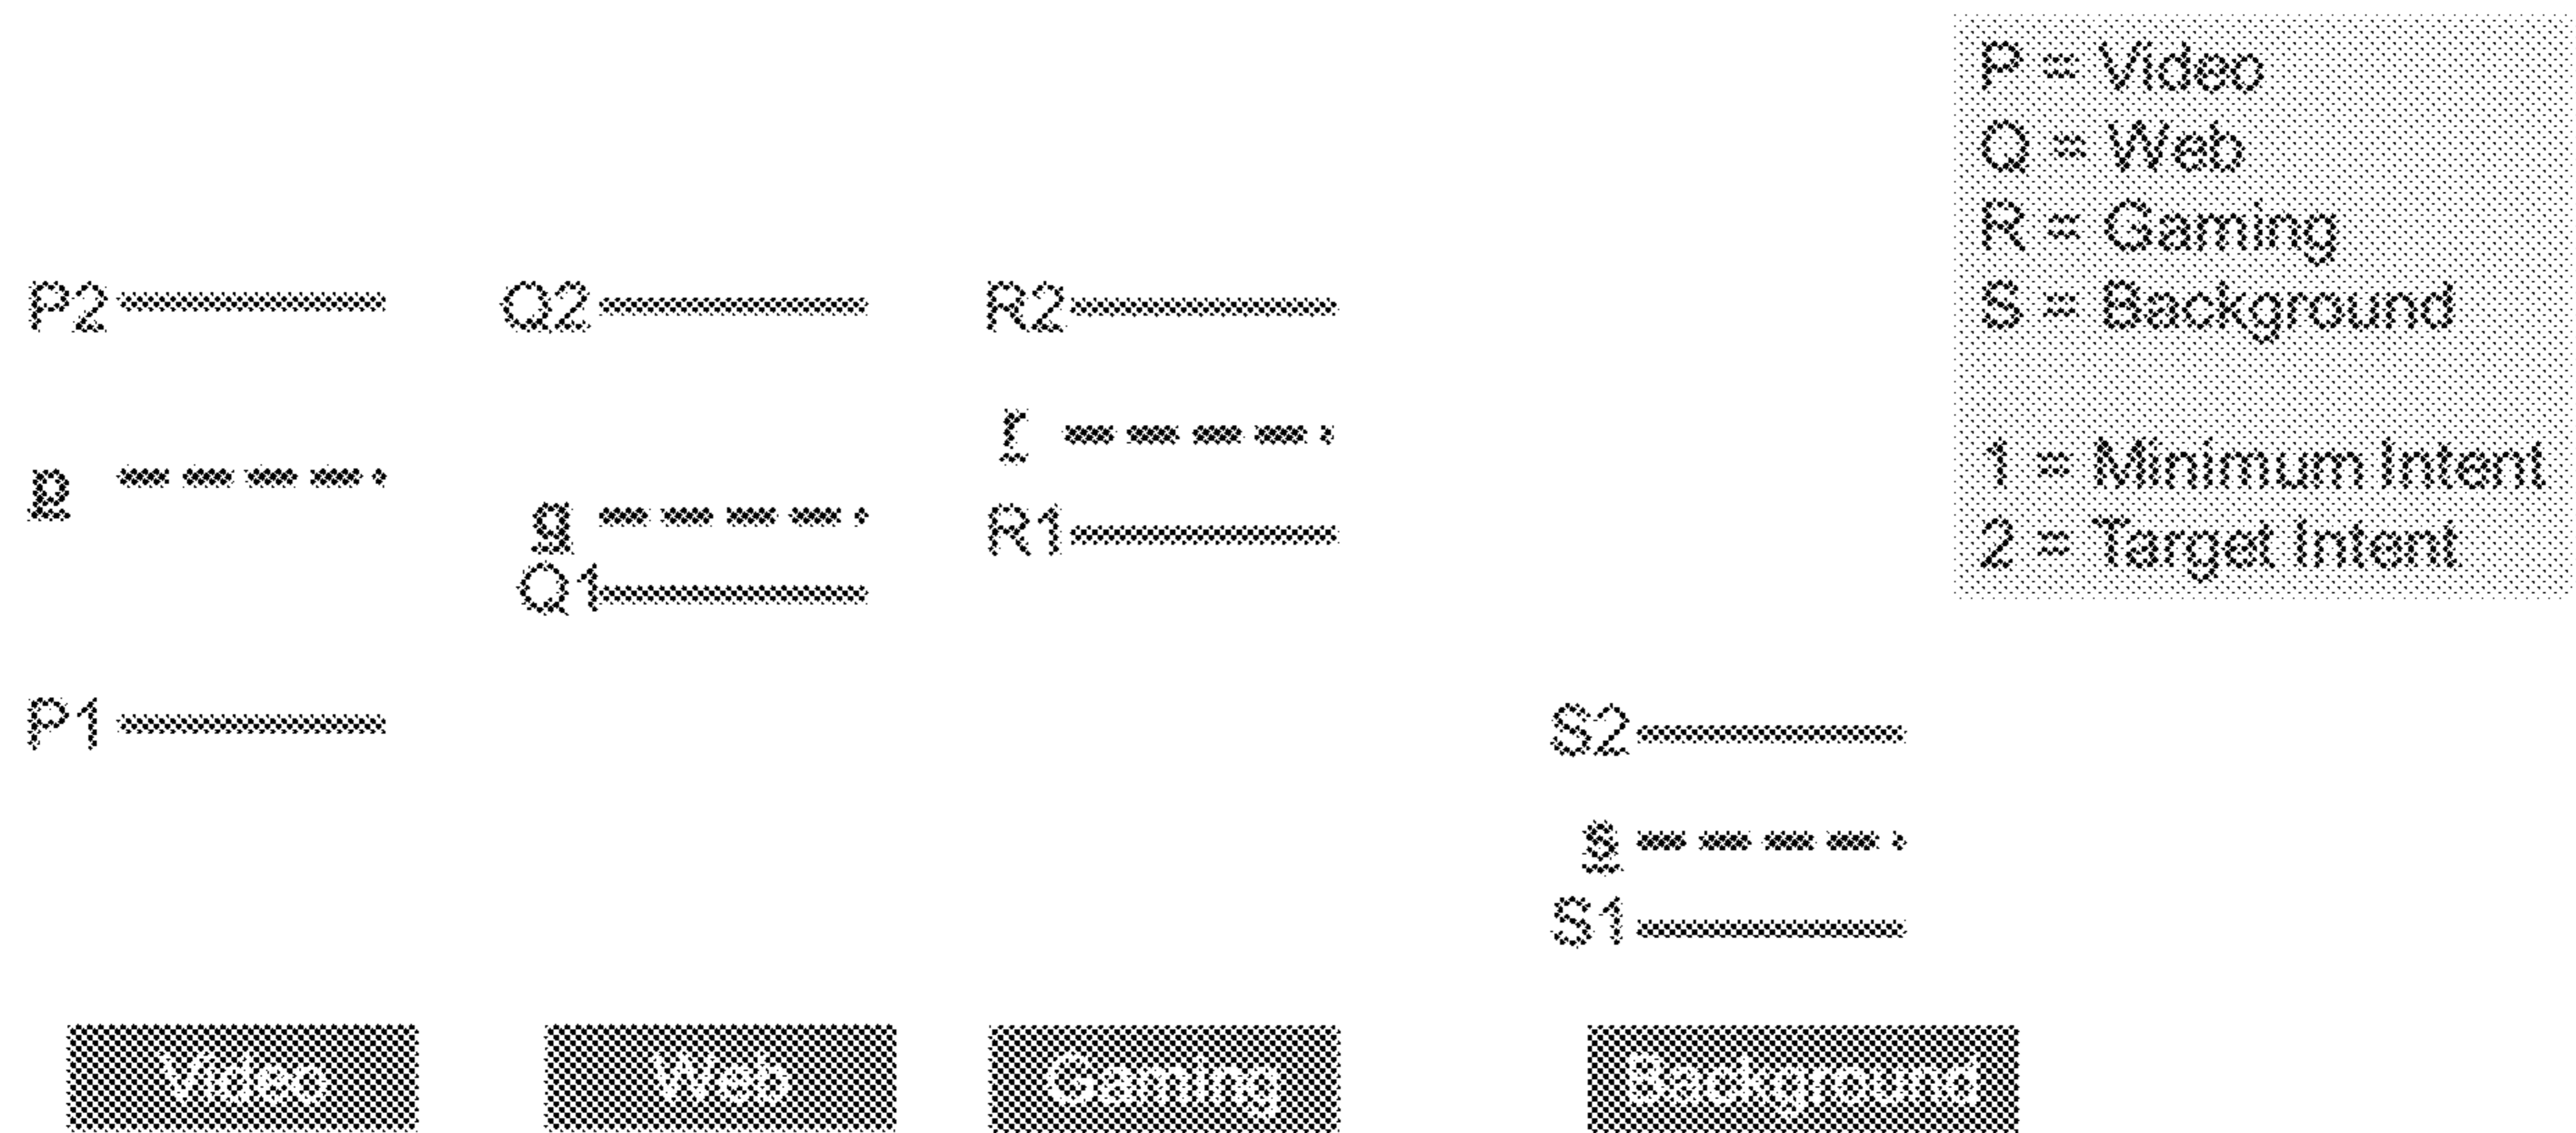 P = Video
Q = Web
R = Gaming
S = Background
1 = Minimum Intent
2 = Target Intent
P2
Q2
R2
r
p
q
R1
Q1
P1
S2
s
S1
Video
Web
Gaming
Background